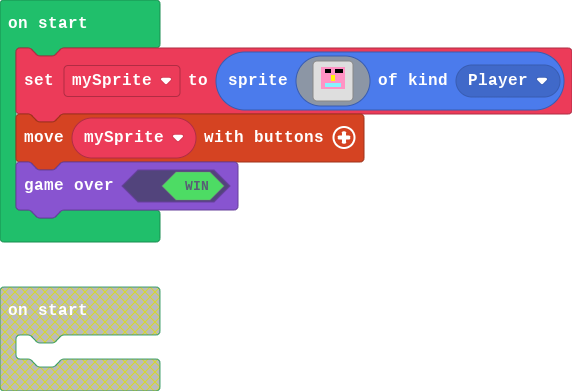 on start
set mySprite to sprite of kind Player
move mySprite with buttons
game over WIN
on start